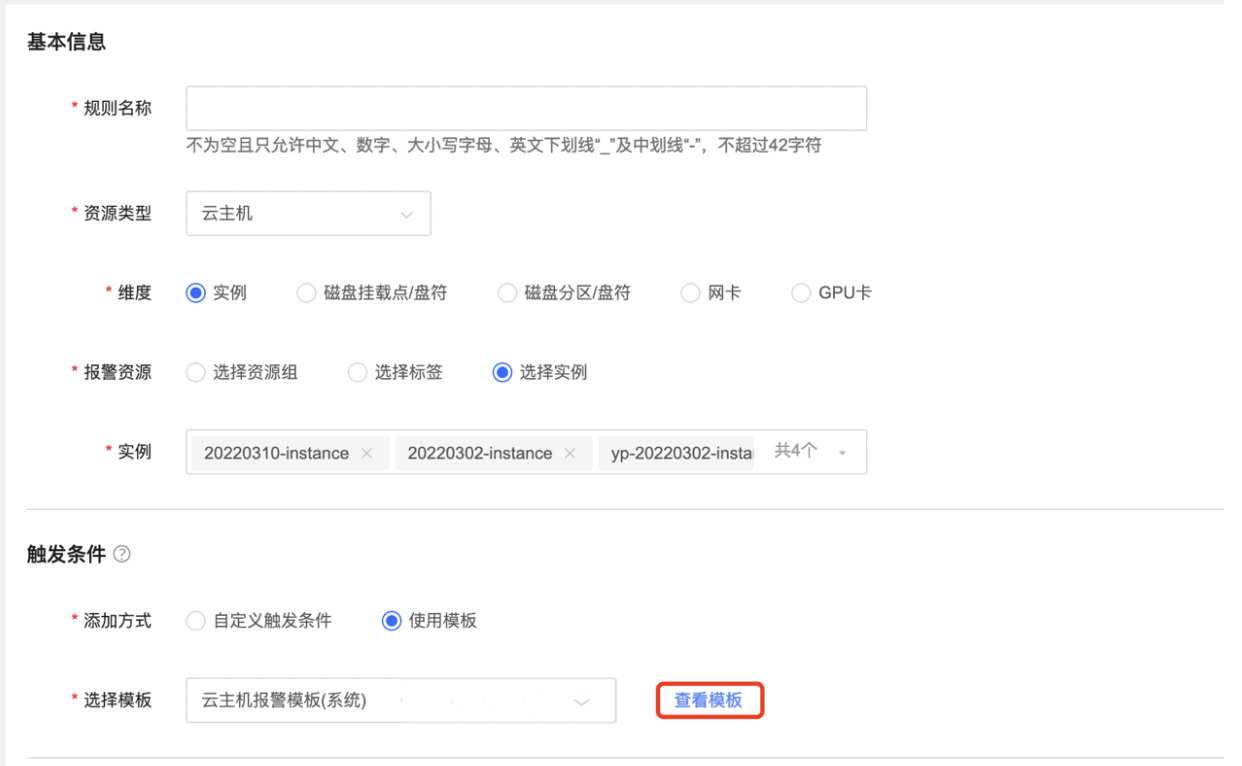 基本信息
* 规则名称
不为空且只允许中文、数字、大小写字母、英文下划线“_”及中划线“-”，不超过42字符
* 资源类型 云主机
* 维度 实例 磁盘挂载点/盘符 磁盘分区/盘符 网卡 GPU卡
* 报警资源 选择资源组 选择标签 选择实例
* 实例 20220310-instance × 20220302-instance × yp-20220302-insta 共4个
触发条件 ?
* 添加方式 自定义触发条件 使用模板
* 选择模板 云主机报警模板(系统) 查看模板